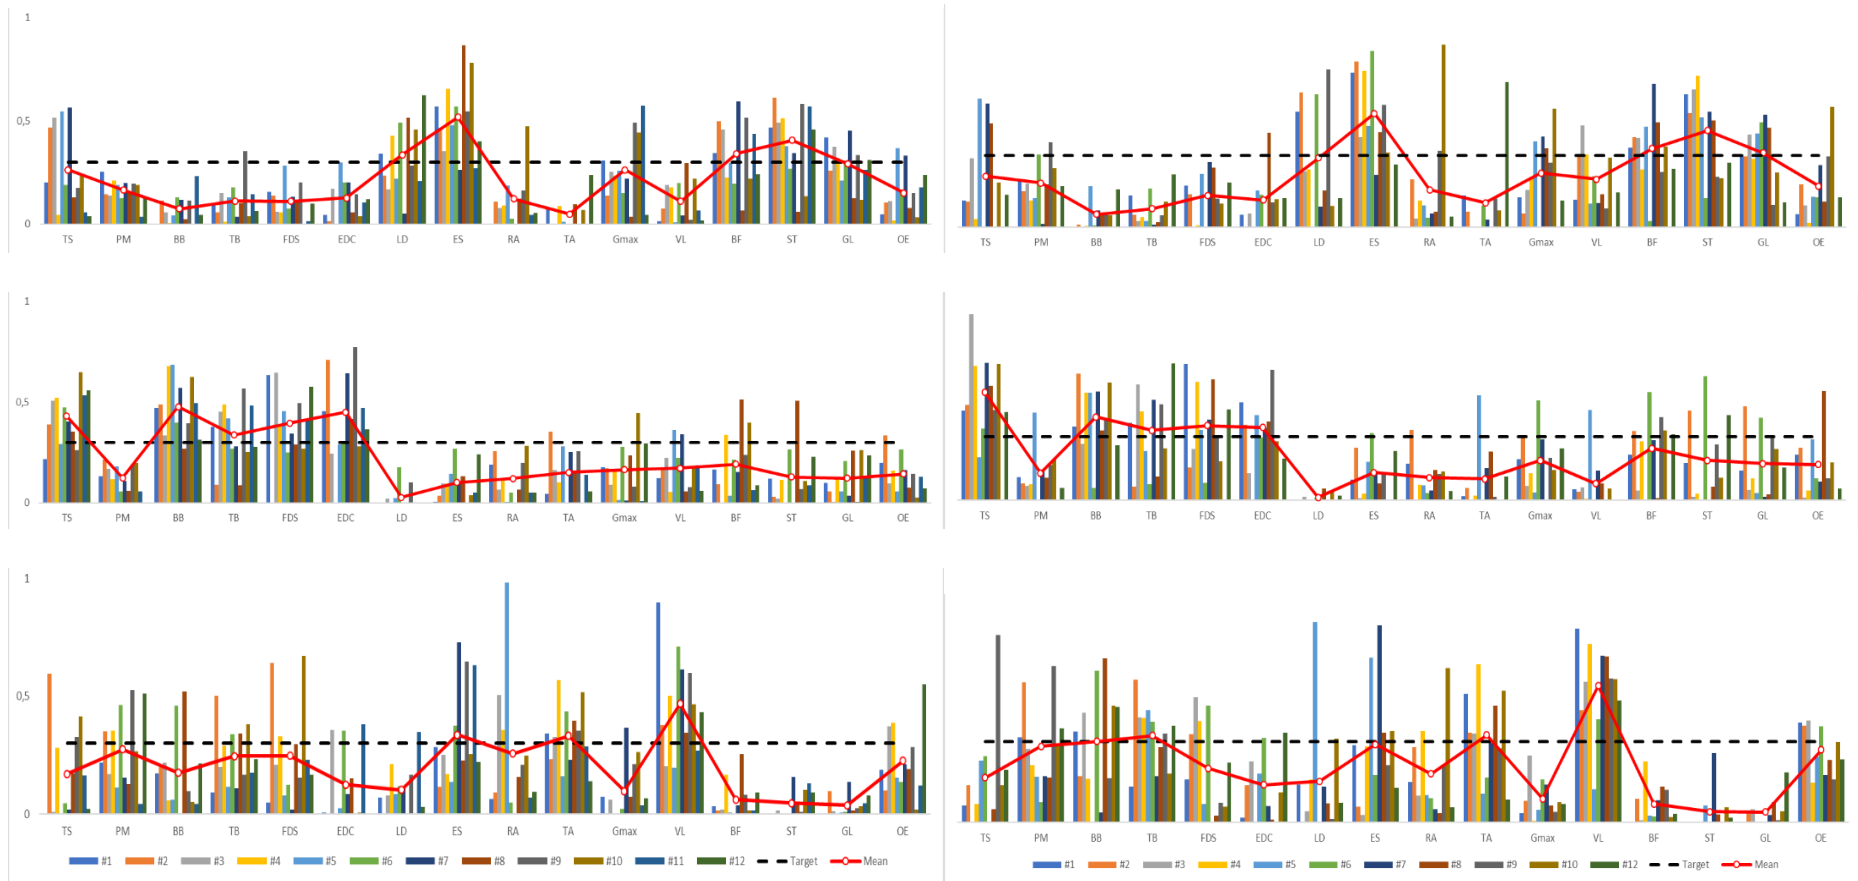 1
0,5
0
TS PM BB TB FDS EDC LD ES RA TA Gmax VL BF ST GL OE
TS PM BB TB FDS EDC LD ES RA TA Gmax VL BF ST GL OE
1
0,5
0
TS PM BB TB FDS EDC LD ES RA TA Gmax VL BF ST GL OE
TS PM BB TB FDS EDC LD ES RA TA Gmax VL BF ST GL OE
1
0,5
0
TS PM BB TB FDS EDC LD ES RA TA Gmax VL BF ST GL OE
TS PM BB TB FDS EDC LD ES RA TA Gmax VL BF ST GL OE
#1 #2 #3 #4 #5 #6 #7 #8 #9 #10 #11 #12 Target Mean
#1 #2 #3 #4 #5 #6 #7 #8 #9 #10 #12 Target Mean